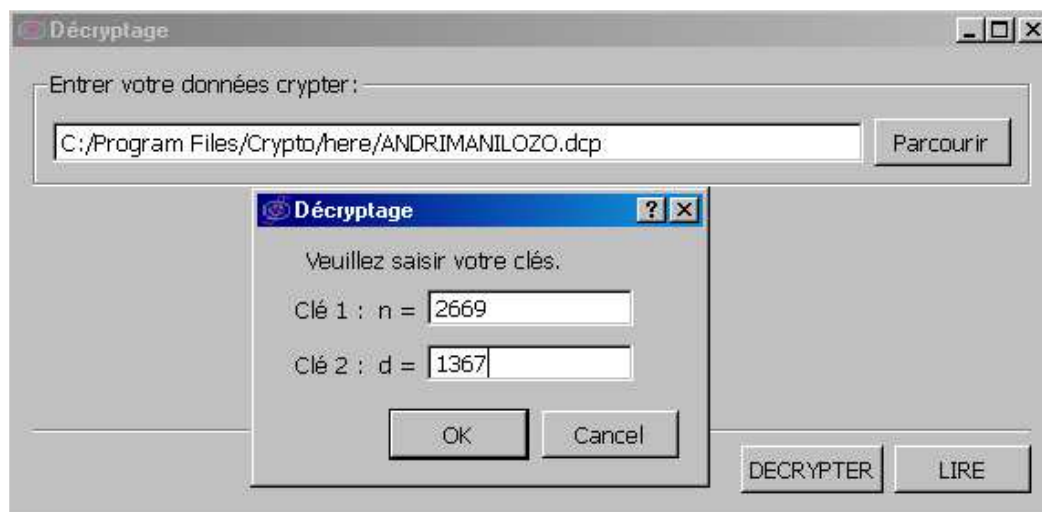 Décryptage
Entrer votre données crypter:
C:/Program Files/Crypto/here/ANDRIMANILOZO.dcp
Parcourir
Décryptage
Veuillez saisir votre clés.
Clé 1 : n = 2669
Clé 2 : d = 1367
OK Cancel
DECRYPTER LIRE